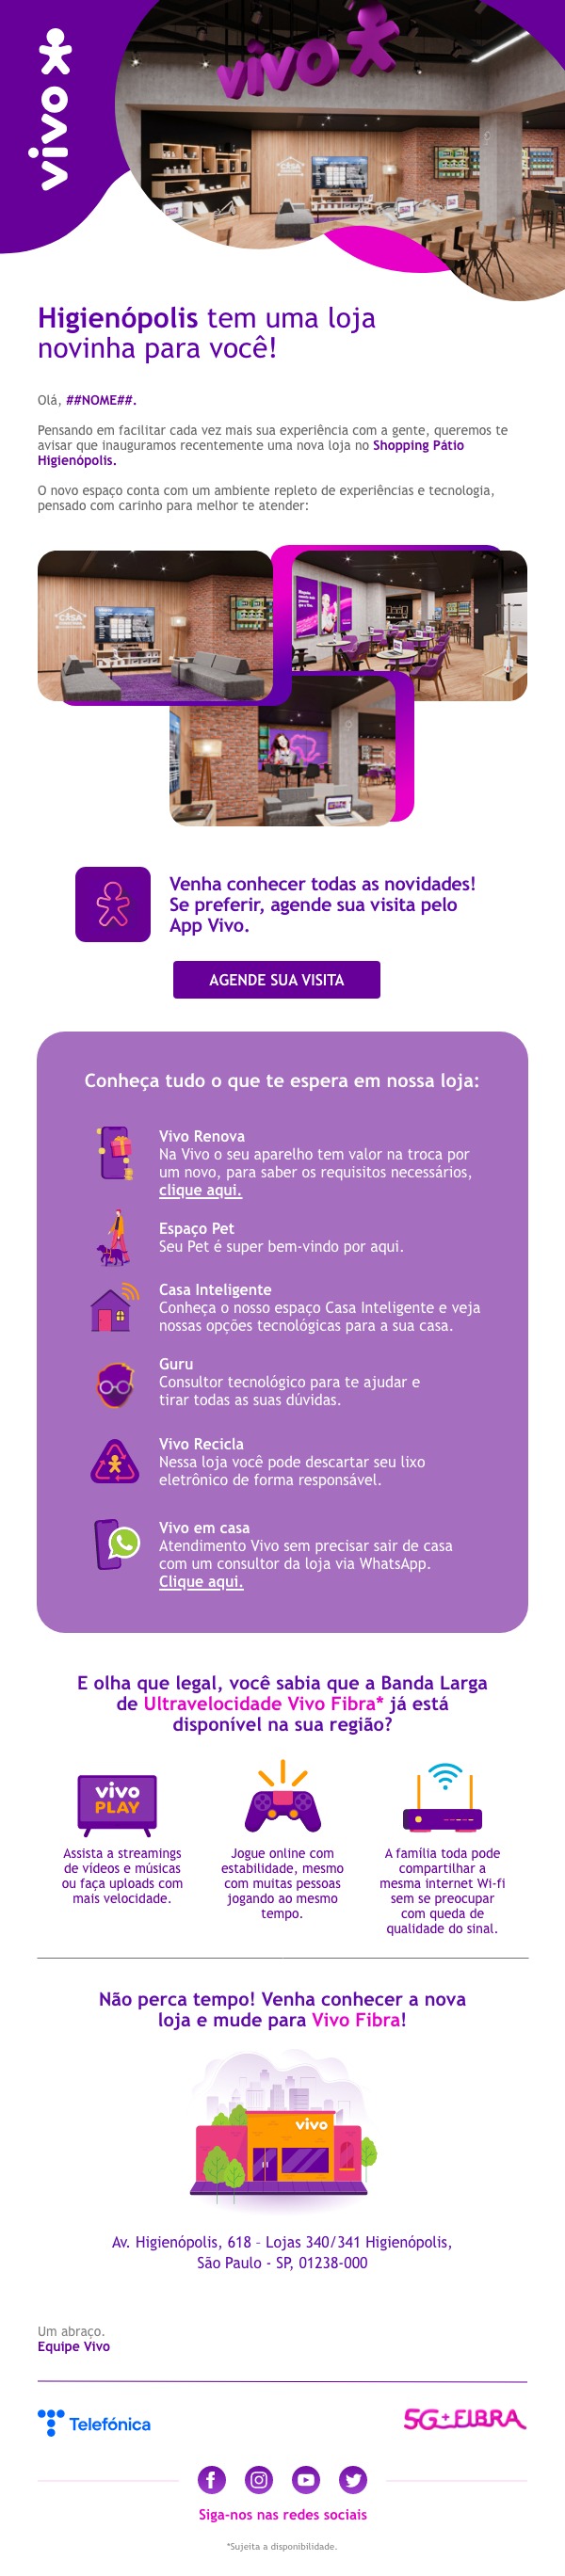 vivo
vivo
CASA
Higienópolis tem uma loja
novinha para você!
Olá, ##NOME##.
Pensando em facilitar cada vez mais sua experiência com a gente, queremos te
avisar que inauguramos recentemente uma nova loja no Shopping Pátio
Higienópolis.
O novo espaço conta com um ambiente repleto de experiências e tecnologia,
pensado com carinho para melhor te atender:
CASA
Venha conhecer todas as novidades!
Se preferir, agende sua visita pelo
App Vivo.
AGENDE SUA VISITA
Conheça tudo o que te espera em nossa loja:
Vivo Renova
Na Vivo o seu aparelho tem valor na troca por
um novo, para saber os requisitos necessários,
clique aqui.
Espaço Pet
Seu Pet é super bem-vindo por aqui.
Casa Inteligente
Conheça o nosso espaço Casa Inteligente e veja
nossas opções tecnológicas para a sua casa.
Guru
Consultor tecnológico para te ajudar e
tirar todas as suas dúvidas.
Vivo Recicla
Nessa loja você pode descartar seu lixo
eletrônico de forma responsável.
Vivo em casa
Atendimento Vivo sem precisar sair de casa
com um consultor da loja via WhatsApp.
Clique aqui.
E olha que legal, você sabia que a Banda Larga
de Ultravelocidade Vivo Fibra* já está
disponível na sua região?
vivo
PLAY
Assista a streamings
de vídeos e músicas
ou faça uploads com
mais velocidade.
Jogue online com
estabilidade, mesmo
com muitas pessoas
jogando ao mesmo
tempo.
A família toda pode
compartilhar a
mesma internet Wi-fi
sem se preocupar
com queda de
qualidade do sinal.
Não perca tempo! Venha conhecer a nova
loja e mude para Vivo Fibra!
vivo
Av. Higienópolis, 618 – Lojas 340/341 Higienópolis,
São Paulo - SP, 01238-000
Um abraço.
Equipe Vivo
Telefónica
5G+FIBRA
Siga-nos nas redes sociais
*Sujeita a disponibilidade.